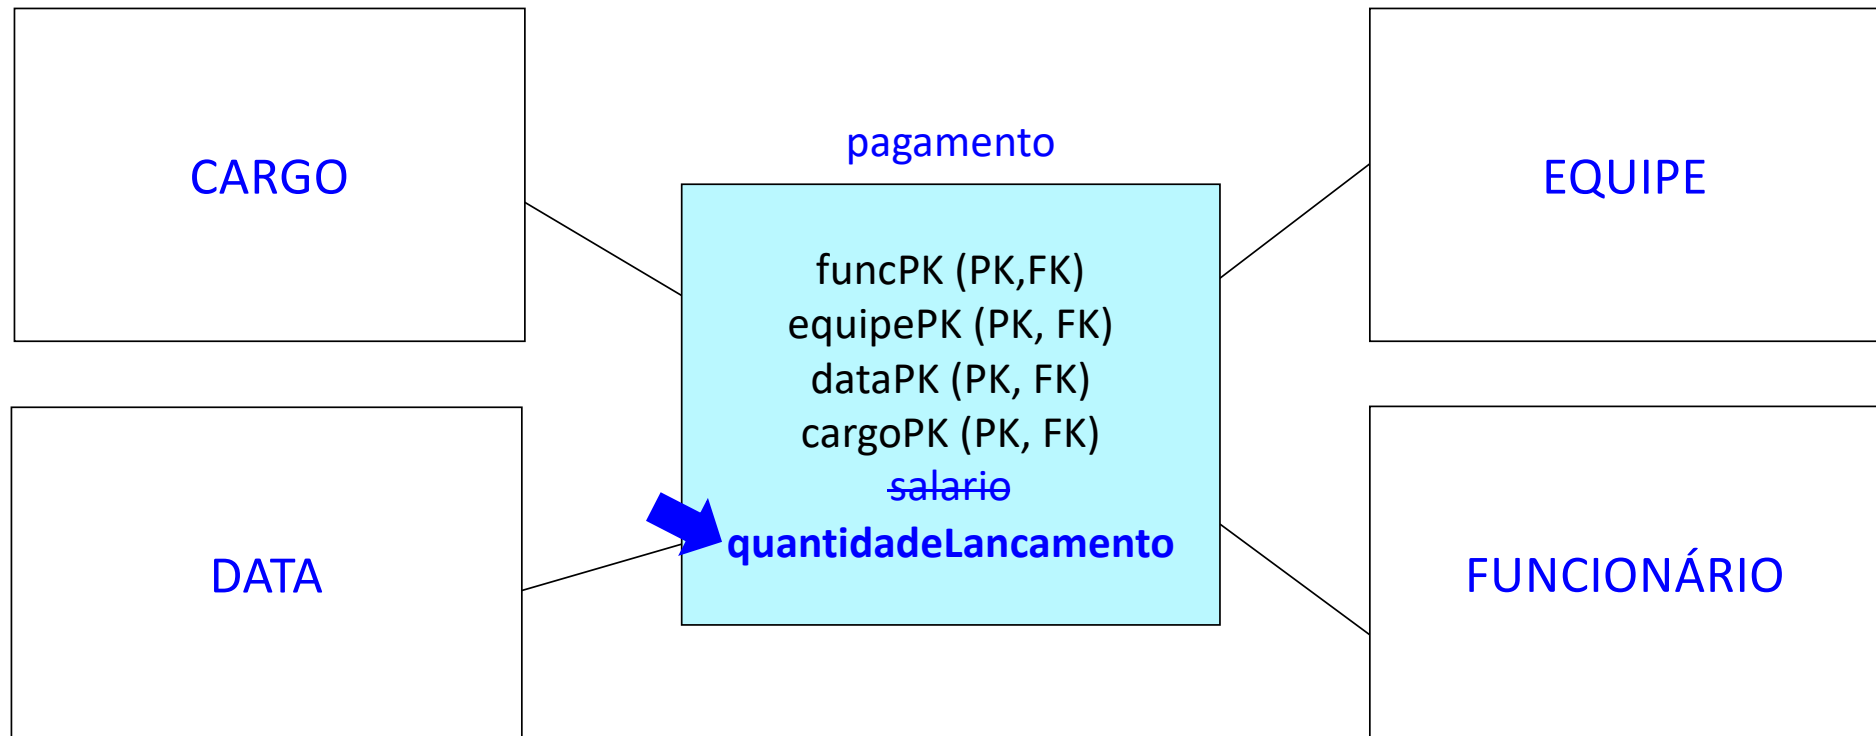 CARGO
pagamento
EQUIPE
funcPK (PK,FK)
equipePK (PK, FK)
dataPK (PK, FK)
cargoPK (PK, FK)
salario
quantidadeLancamento
DATA
FUNCIONÁRIO